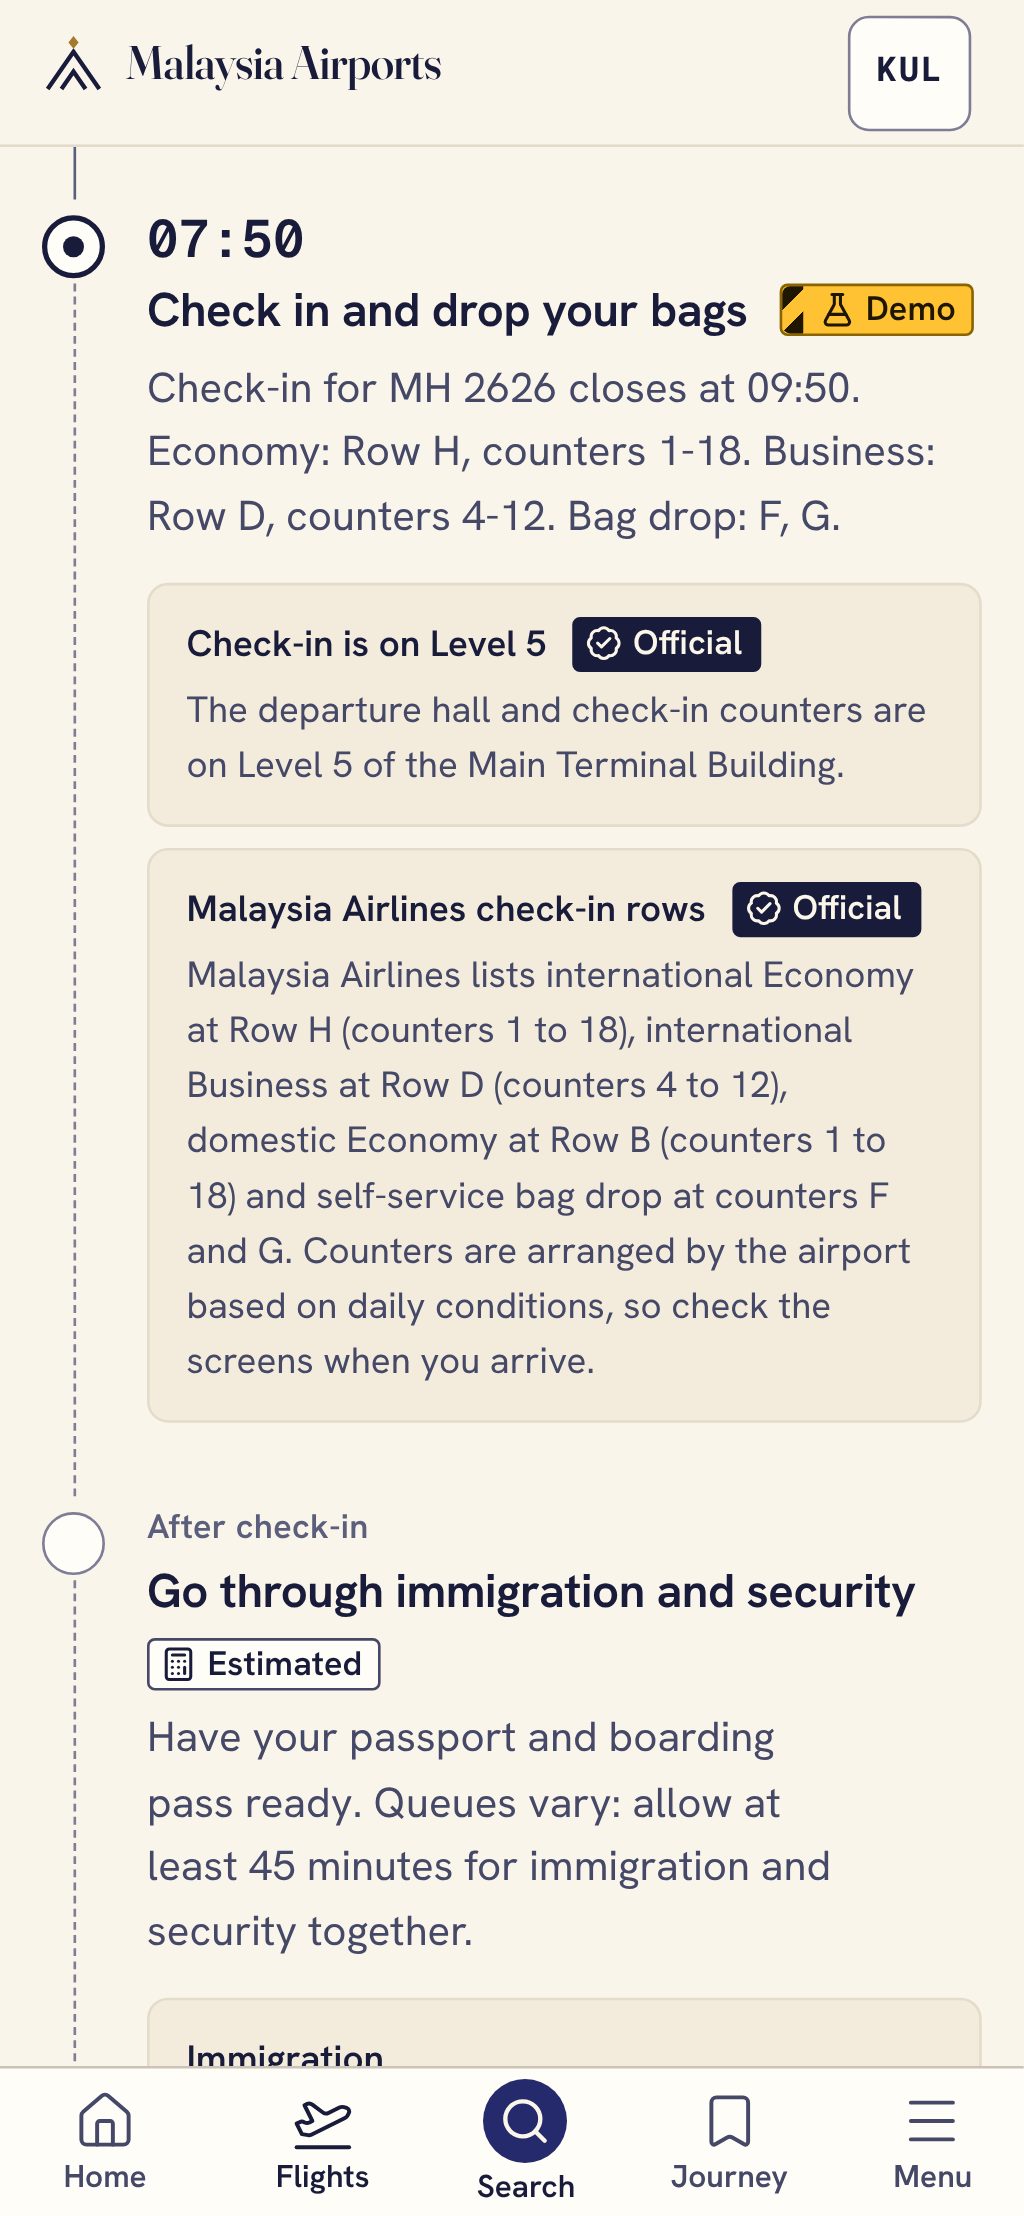 Malaysia Airports
KUL
07:50
Check in and drop your bags
Demo
Check-in for MH 2626 closes at 09:50.
Economy: Row H, counters 1-18. Business:
Row D, counters 4-12. Bag drop: F, G.
Check-in is on Level 5
Official
The departure hall and check-in counters are
on Level 5 of the Main Terminal Building.
Malaysia Airlines check-in rows
Official
Malaysia Airlines lists international Economy
at Row H (counters 1 to 18), international
Business at Row D (counters 4 to 12),
domestic Economy at Row B (counters 1 to
18) and self-service bag drop at counters F
and G. Counters are arranged by the airport
based on daily conditions, so check the
screens when you arrive.
After check-in
Go through immigration and security
Estimated
Have your passport and boarding
pass ready. Queues vary: allow at
least 45 minutes for immigration and
security together.
Immigration
Home
Flights
Search
Journey
Menu